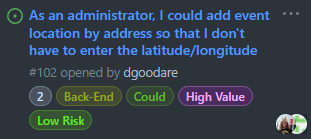 As an administrator, I could add event
location by address so that I don't
have to enter the latitude/longitude
#102 opened by dgoodare
2 Back-End Could High Value
Low Risk